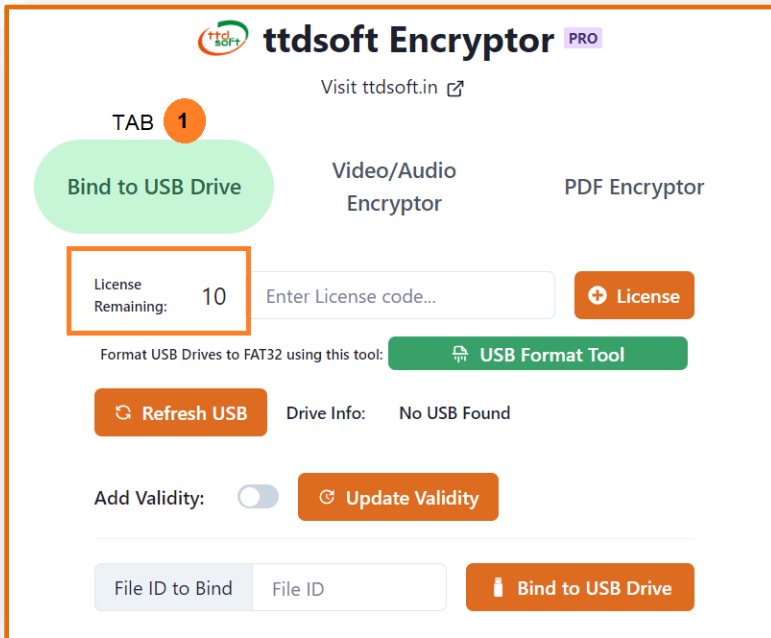 ttd
soft
ttdsoft Encryptor PRO
Visit ttdsoft.in
TAB 1
Bind to USB Drive
Video/Audio
Encryptor
PDF Encryptor
License
Remaining:
10
Enter License code...
License
Format USB Drives to FAT32 using this tool:
USB Format Tool
Refresh USB
Drive Info:
No USB Found
Add Validity:
Update Validity
File ID to Bind
File ID
Bind to USB Drive